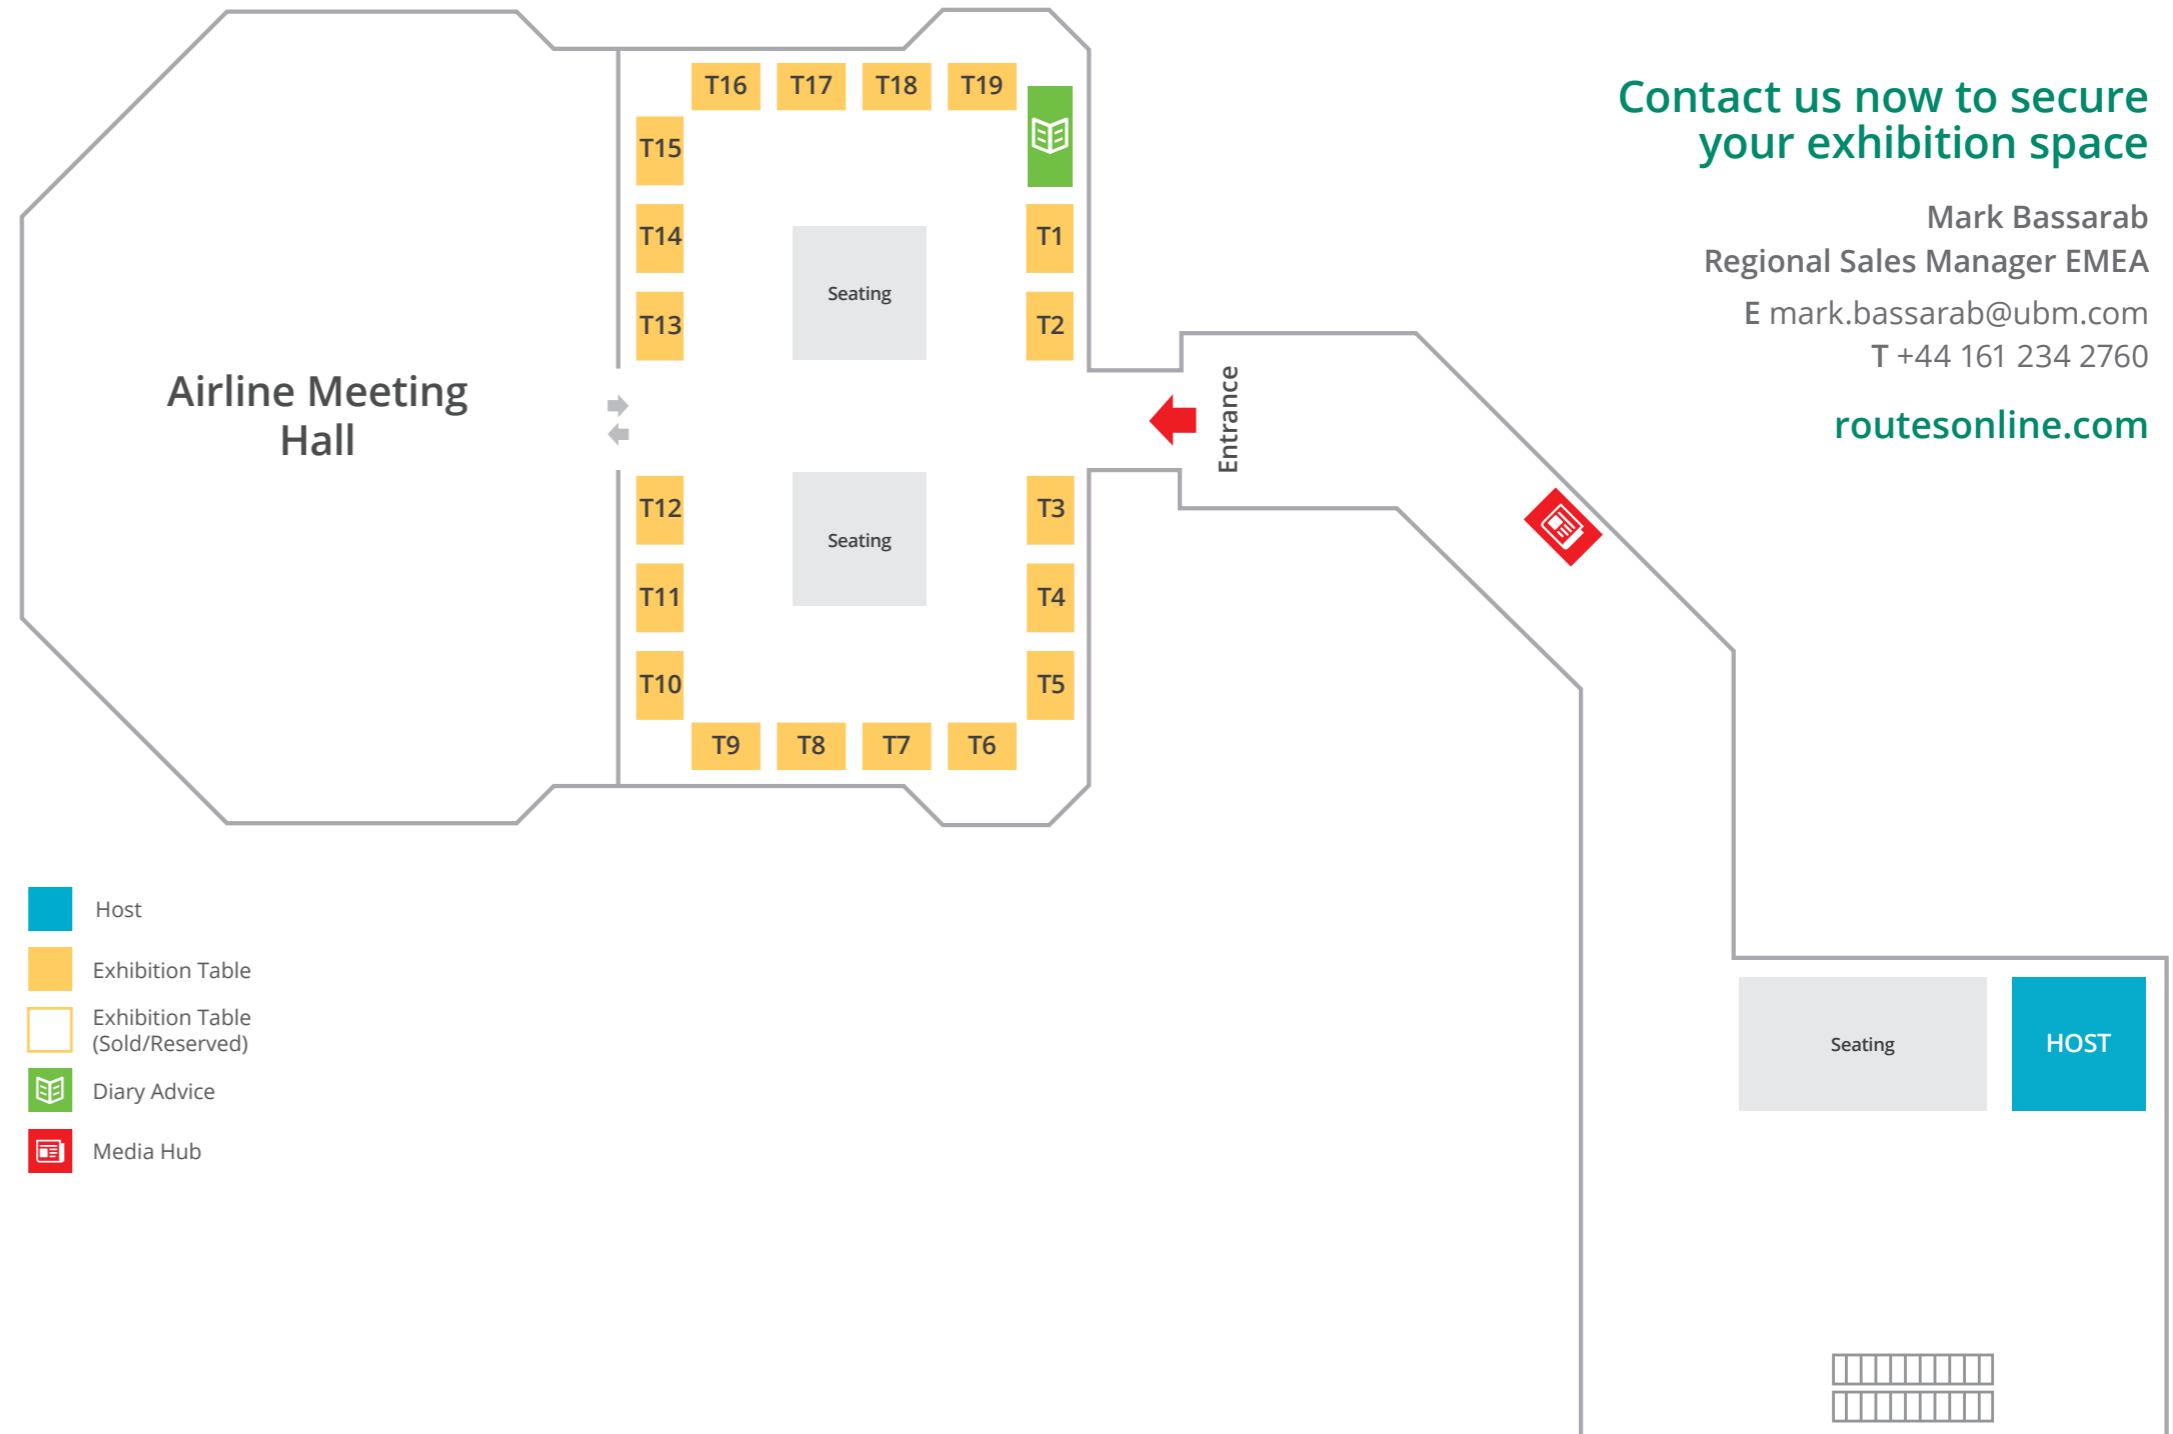 T16 T17 T18 T19
T15
T14
T13
T1
T2
Seating
Airline Meeting
Hall
Entrance
T12
T11
T10
Seating
T3
T4
T5
T9 T8 T7 T6
Contact us now to secure
your exhibition space
Mark Bassarab
Regional Sales Manager EMEA
E mark.bassarab@ubm.com
T +44 161 234 2760
routesonline.com
Host
Exhibition Table
Exhibition Table
(Sold/Reserved)
Diary Advice
Media Hub
Seating
HOST